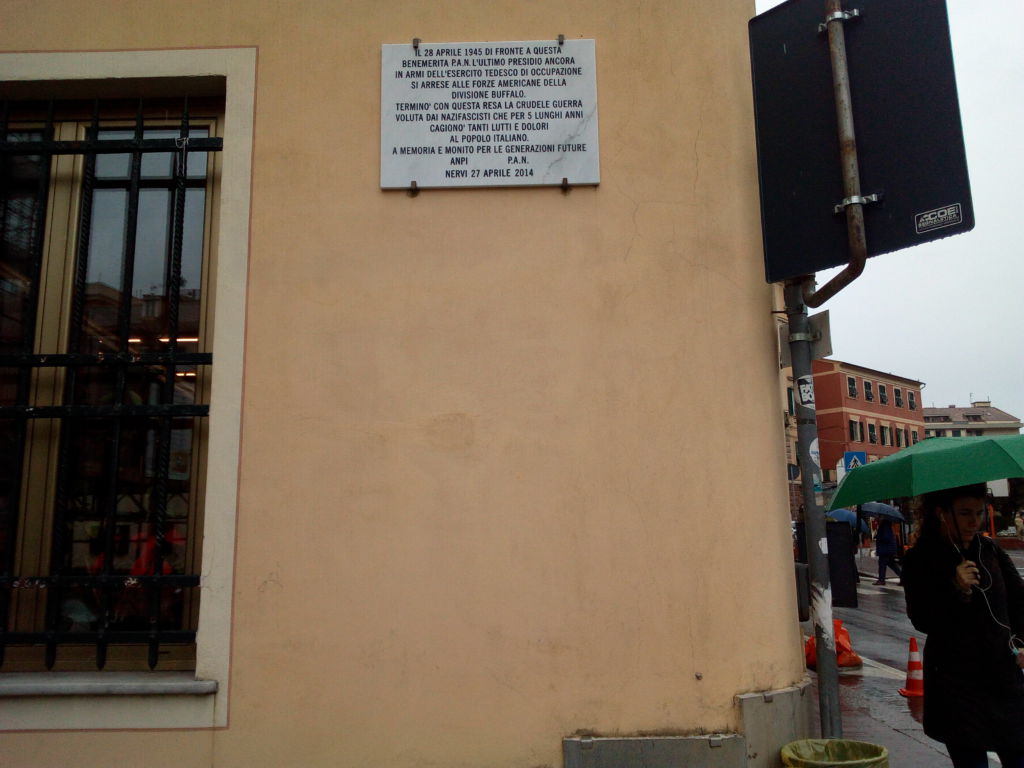 IL 28 APRILE 1945 DI FRONTE A QUESTA
BENEMERITA P.A.N. L'ULTIMO PRESIDIO ANCORA
IN ARMI DELL'ESERCITO TEDESCO DI OCCUPAZIONE
SI ARRESE ALLE FORZE AMERICANE DELLA
DIVISIONE BUFFALO.
TERMINO' CON QUESTA RESA LA CRUDELE GUERRA
VOLUTA DAI NAZIFASCISTI CHE PER 5 LUNGHI ANNI
CAGIONO' TANTI LUTTI E DOLORI
AL POPOLO ITALIANO.
A MEMORIA E MONITO PER LE GENERAZIONI FUTURE
ANPI P.A.N.
NERVI 27 APRILE 2014